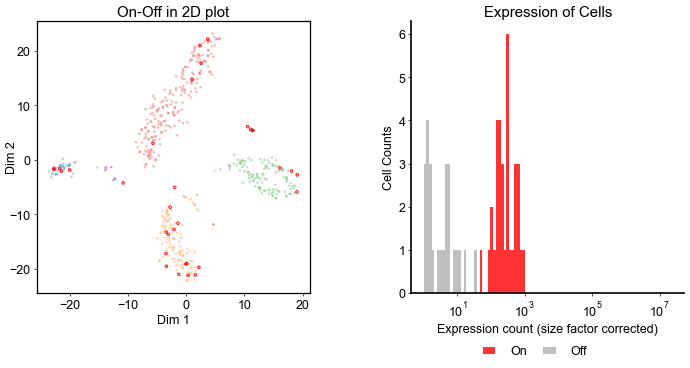 On-Off in 2D plot
Dim 2
20
10
0
−10
−20
−20 −10 0 10 20
Dim 1
Expression of Cells
Cell Counts
6
5
4
3
2
1
0
10^1 10^3 10^5 10^7
Expression count (size factor corrected)
On Off